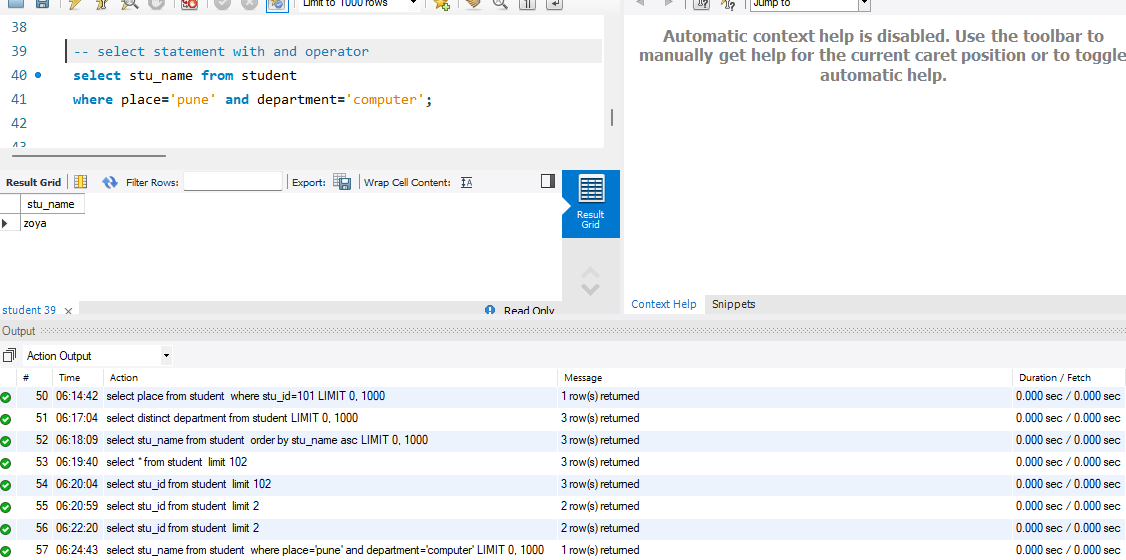 Limit to 1000 rows
Jump to
38
39 -- select statement with and operator
40 select stu_name from student
41 where place='pune' and department='computer';
42
43
Automatic context help is disabled. Use the toolbar to
manually get help for the current caret position or to toggle
automatic help.
Result Grid Filter Rows: Export: Wrap Cell Content:
stu_name
zoya
Result
Grid
student 39
Read Only
Context Help Snippets
Output
Action Output
# Time Action Message Duration / Fetch
50 06:14:42 select place from student where stu_id=101 LIMIT 0, 1000 1 row(s) returned 0.000 sec / 0.000 sec
51 06:17:04 select distinct department from student LIMIT 0, 1000 3 row(s) returned 0.000 sec / 0.000 sec
52 06:18:09 select stu_name from student order by stu_name asc LIMIT 0, 1000 3 row(s) returned 0.000 sec / 0.000 sec
53 06:19:40 select * from student limit 102 3 row(s) returned 0.000 sec / 0.000 sec
54 06:20:04 select stu_id from student limit 102 3 row(s) returned 0.000 sec / 0.000 sec
55 06:20:59 select stu_id from student limit 2 2 row(s) returned 0.000 sec / 0.000 sec
56 06:22:20 select stu_id from student limit 2 2 row(s) returned 0.000 sec / 0.000 sec
57 06:24:43 select stu_name from student where place='pune' and department='computer' LIMIT 0, 1000 1 row(s) returned 0.000 sec / 0.000 sec